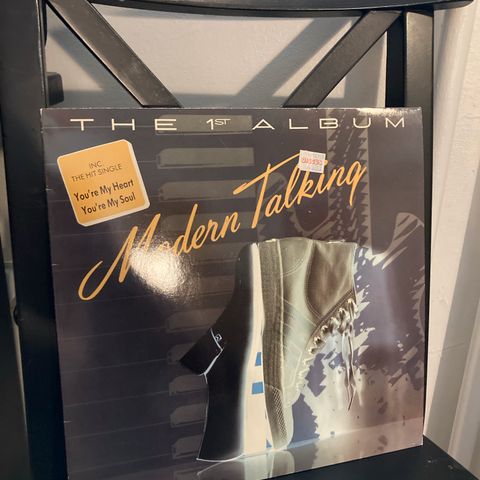 THE 1ST ALBUM
INC.
THE HIT SINGLE
You're My Heart
You're My Soul
Modern Talking